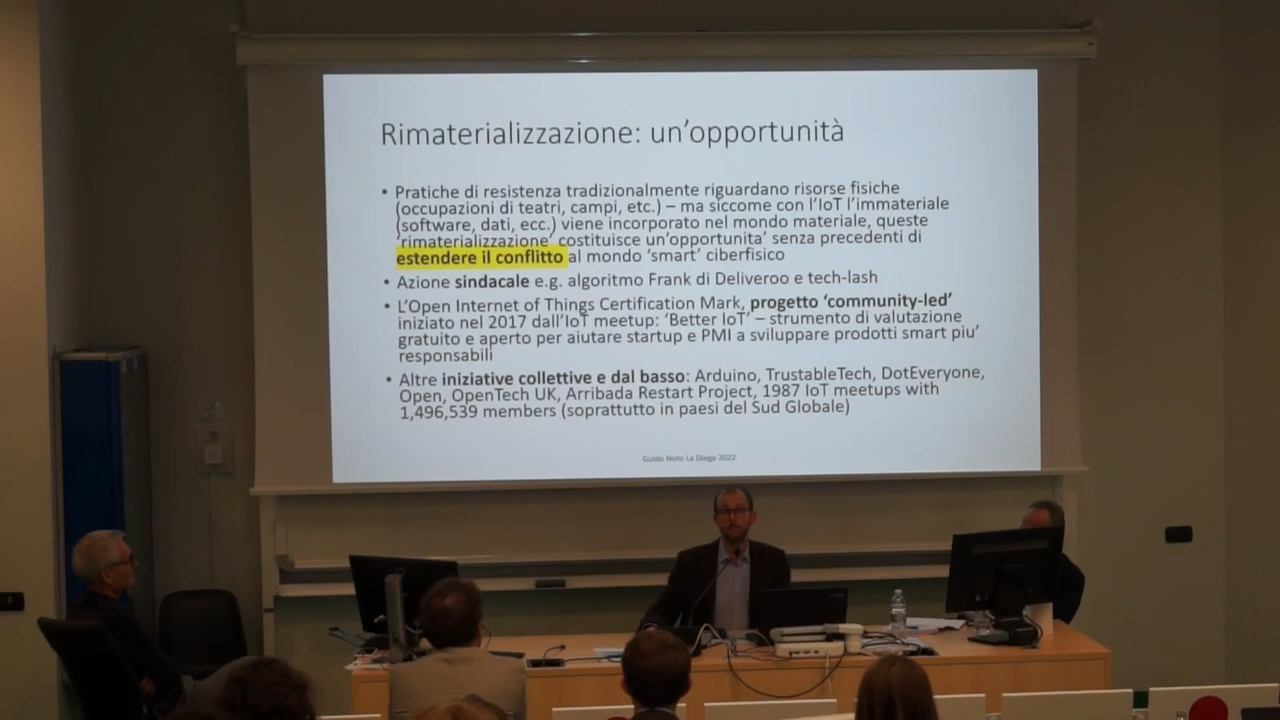 Rimaterializzazione: un'opportunità
• Pratiche di resistenza tradizionalmente riguardano risorse fisiche
(occupazioni di teatri, campi, etc.) – ma siccome con l'IoT l'immateriale
(software, dati, ecc.) viene incorporato nel mondo materiale, queste
'rimaterializzazione' costituisce un'opportunita' senza precedenti di
estendere il conflitto al mondo 'smart' ciberfisico
• Azione sindacale e.g. algoritmo Frank di Deliveroo e tech-lash
• L'Open Internet of Things Certification Mark, progetto 'community-led'
iniziato nel 2017 dall'IoT meetup: 'Better IoT' – strumento di valutazione
gratuito e aperto per aiutare startup e PMI a sviluppare prodotti smart piu'
responsabili
• Altre iniziative collettive e dal basso: Arduino, TrustableTech, DotEveryone,
Open, OpenTech UK, Arribada Restart Project, 1987 IoT meetups with
1,496,539 members (soprattutto in paesi del Sud Globale)
Guido Noto La Diega 2022